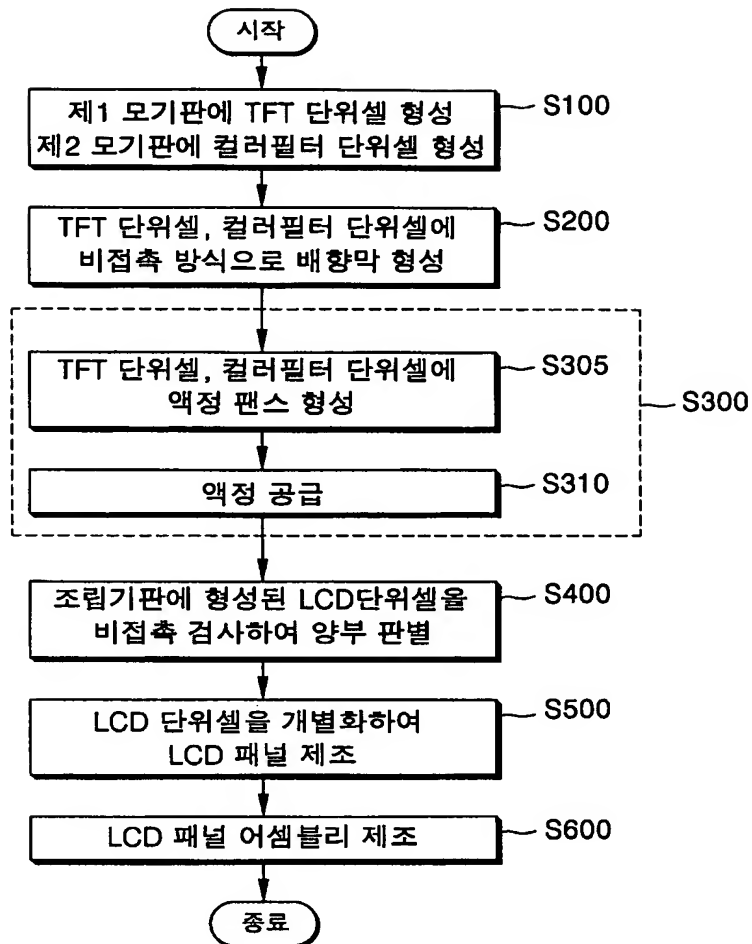 시작
제1 모기판에 TFT 단위셀 형성
제2 모기판에 컬러필터 단위셀 형성
S100
TFT 단위셀, 컬러필터 단위셀에
비접촉 방식으로 배향막 형성
S200
TFT 단위셀, 컬러필터 단위셀에
액정 팬스 형성
S305
S300
액정 공급
S310
조립기판에 형성된 LCD단위셀을
비접촉 검사하여 양부 판별
S400
LCD 단위셀을 개별화하여
LCD 패널 제조
S500
LCD 패널 어셈블리 제조
S600
종료